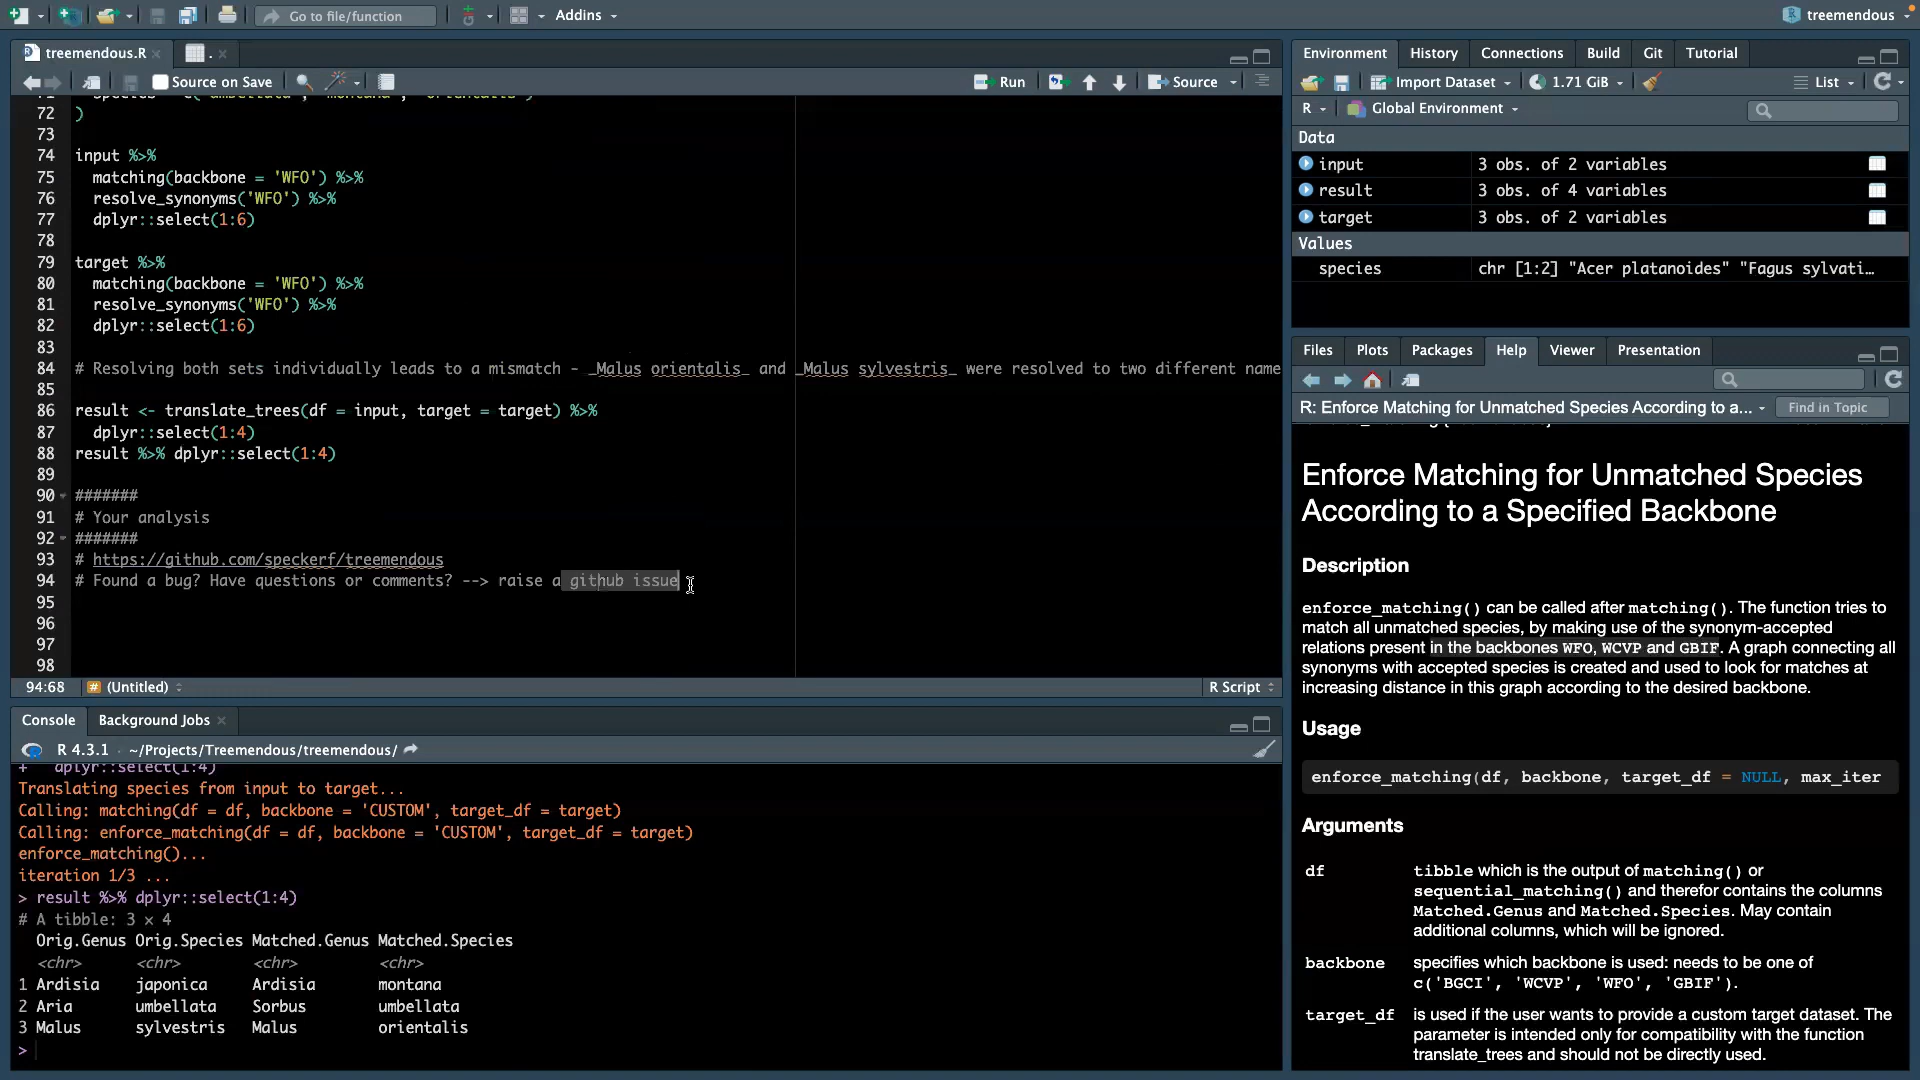 Go to file/function
Addins
treemendous
treemendous.R
.
Source on Save
Run
Source
72 )
73
74 input %>%
75 matching(backbone = 'WFO') %>%
76 resolve_synonyms('WFO') %>%
77 dplyr::select(1:6)
78
79 target %>%
80 matching(backbone = 'WFO') %>%
81 resolve_synonyms('WFO') %>%
82 dplyr::select(1:6)
83
84 # Resolving both sets individually leads to a mismatch - _Malus orientalis_ and _Malus sylvestris_ were resolved to two different name
85
86 result <- translate_trees(df = input, target = target) %>%
87 dplyr::select(1:4)
88 result %>% dplyr::select(1:4)
89
90 #######
91 # Your analysis
92 #######
93 # https://github.com/speckerf/treemendous
94 # Found a bug? Have questions or comments? --> raise a github issue
95
96
97
98
94:68 # (Untitled) R Script
Console Background Jobs
R 4.3.1 · ~/Projects/Treemendous/treemendous/
+ dplyr::select(1:4)
Translating species from input to target...
Calling: matching(df = df, backbone = 'CUSTOM', target_df = target)
Calling: enforce_matching(df = df, backbone = 'CUSTOM', target_df = target)
enforce_matching()...
iteration 1/3 ...
> result %>% dplyr::select(1:4)
# A tibble: 3 × 4
Orig.Genus Orig.Species Matched.Genus Matched.Species
<chr> <chr> <chr> <chr>
1 Ardisia japonica Ardisia montana
2 Aria umbellata Sorbus umbellata
3 Malus sylvestris Malus orientalis
>
Environment History Connections Build Git Tutorial
Import Dataset 1.71 GiB List
R Global Environment
Data
input 3 obs. of 2 variables
result 3 obs. of 4 variables
target 3 obs. of 2 variables
Values
species chr [1:2] "Acer platanoides" "Fagus sylvati…
Files Plots Packages Help Viewer Presentation
R: Enforce Matching for Unmatched Species According to a... Find in Topic
Enforce Matching for Unmatched Species
According to a Specified Backbone
Description
enforce_matching() can be called after matching(). The function tries to
match all unmatched species, by making use of the synonym-accepted
relations present in the backbones WFO, WCVP and GBIF. A graph connecting all
synonyms with accepted species is created and used to look for matches at
increasing distance in this graph according to the desired backbone.
Usage
enforce_matching(df, backbone, target_df = NULL, max_iter
Arguments
df tibble which is the output of matching() or
sequential_matching() and therefor contains the columns
Matched.Genus and Matched.Species. May contain
additional columns, which will be ignored.
backbone specifies which backbone is used: needs to be one of
c('BGCI', 'WCVP', 'WFO', 'GBIF').
target_df is used if the user wants to provide a custom target dataset. The
parameter is intended only for compatibility with the function
translate_trees and should not be directly used.